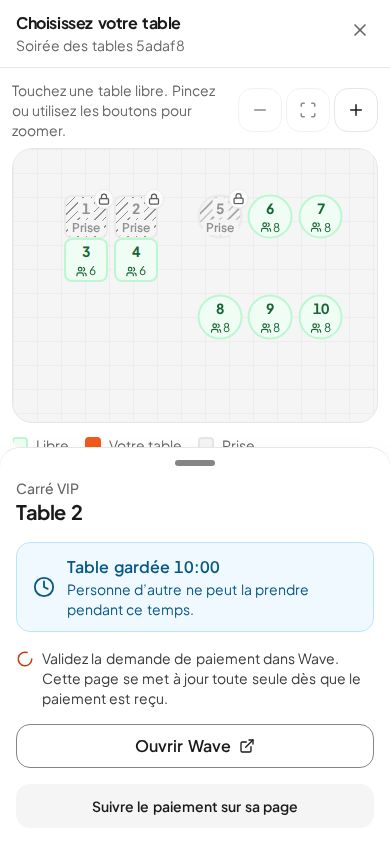 Choisissez votre table
Soirée des tables 5adaf8
Touchez une table libre. Pincez
ou utilisez les boutons pour
zoomer.
1 2 5 6 7
Prise Prise Prise 8 8
3 4
6 6
8 9 10
8 8 8
Libre Votre table Prise
Carré VIP
Table 2
Table gardée 10:00
Personne d'autre ne peut la prendre
pendant ce temps.
Validez la demande de paiement dans Wave.
Cette page se met à jour toute seule dès que le
paiement est reçu.
Ouvrir Wave
Suivre le paiement sur sa page